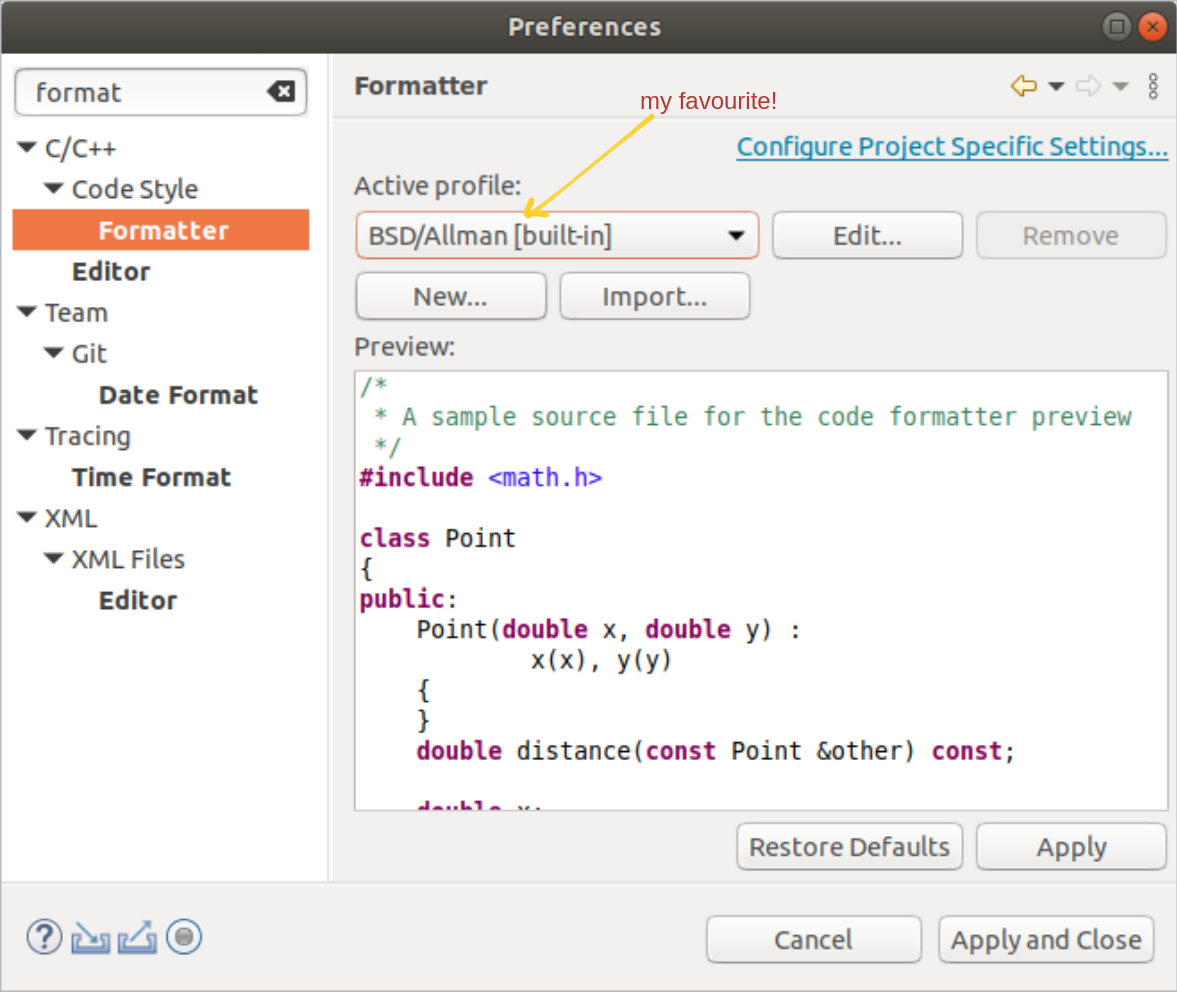 Preferences
format
C/C++
Code Style
Formatter
Editor
Team
Git
Date Format
Tracing
Time Format
XML
XML Files
Editor
Formatter
my favourite!
Configure Project Specific Settings...
Active profile:
BSD/Allman [built-in]
Edit...
Remove
New...
Import...
Preview:
/*
 * A sample source file for the code formatter preview
 */
#include <math.h>
class Point
{
public:
    Point(double x, double y) :
            x(x), y(y)
    {
    }
    double distance(const Point &other) const;
    double x;
Restore Defaults
Apply
?
Cancel
Apply and Close